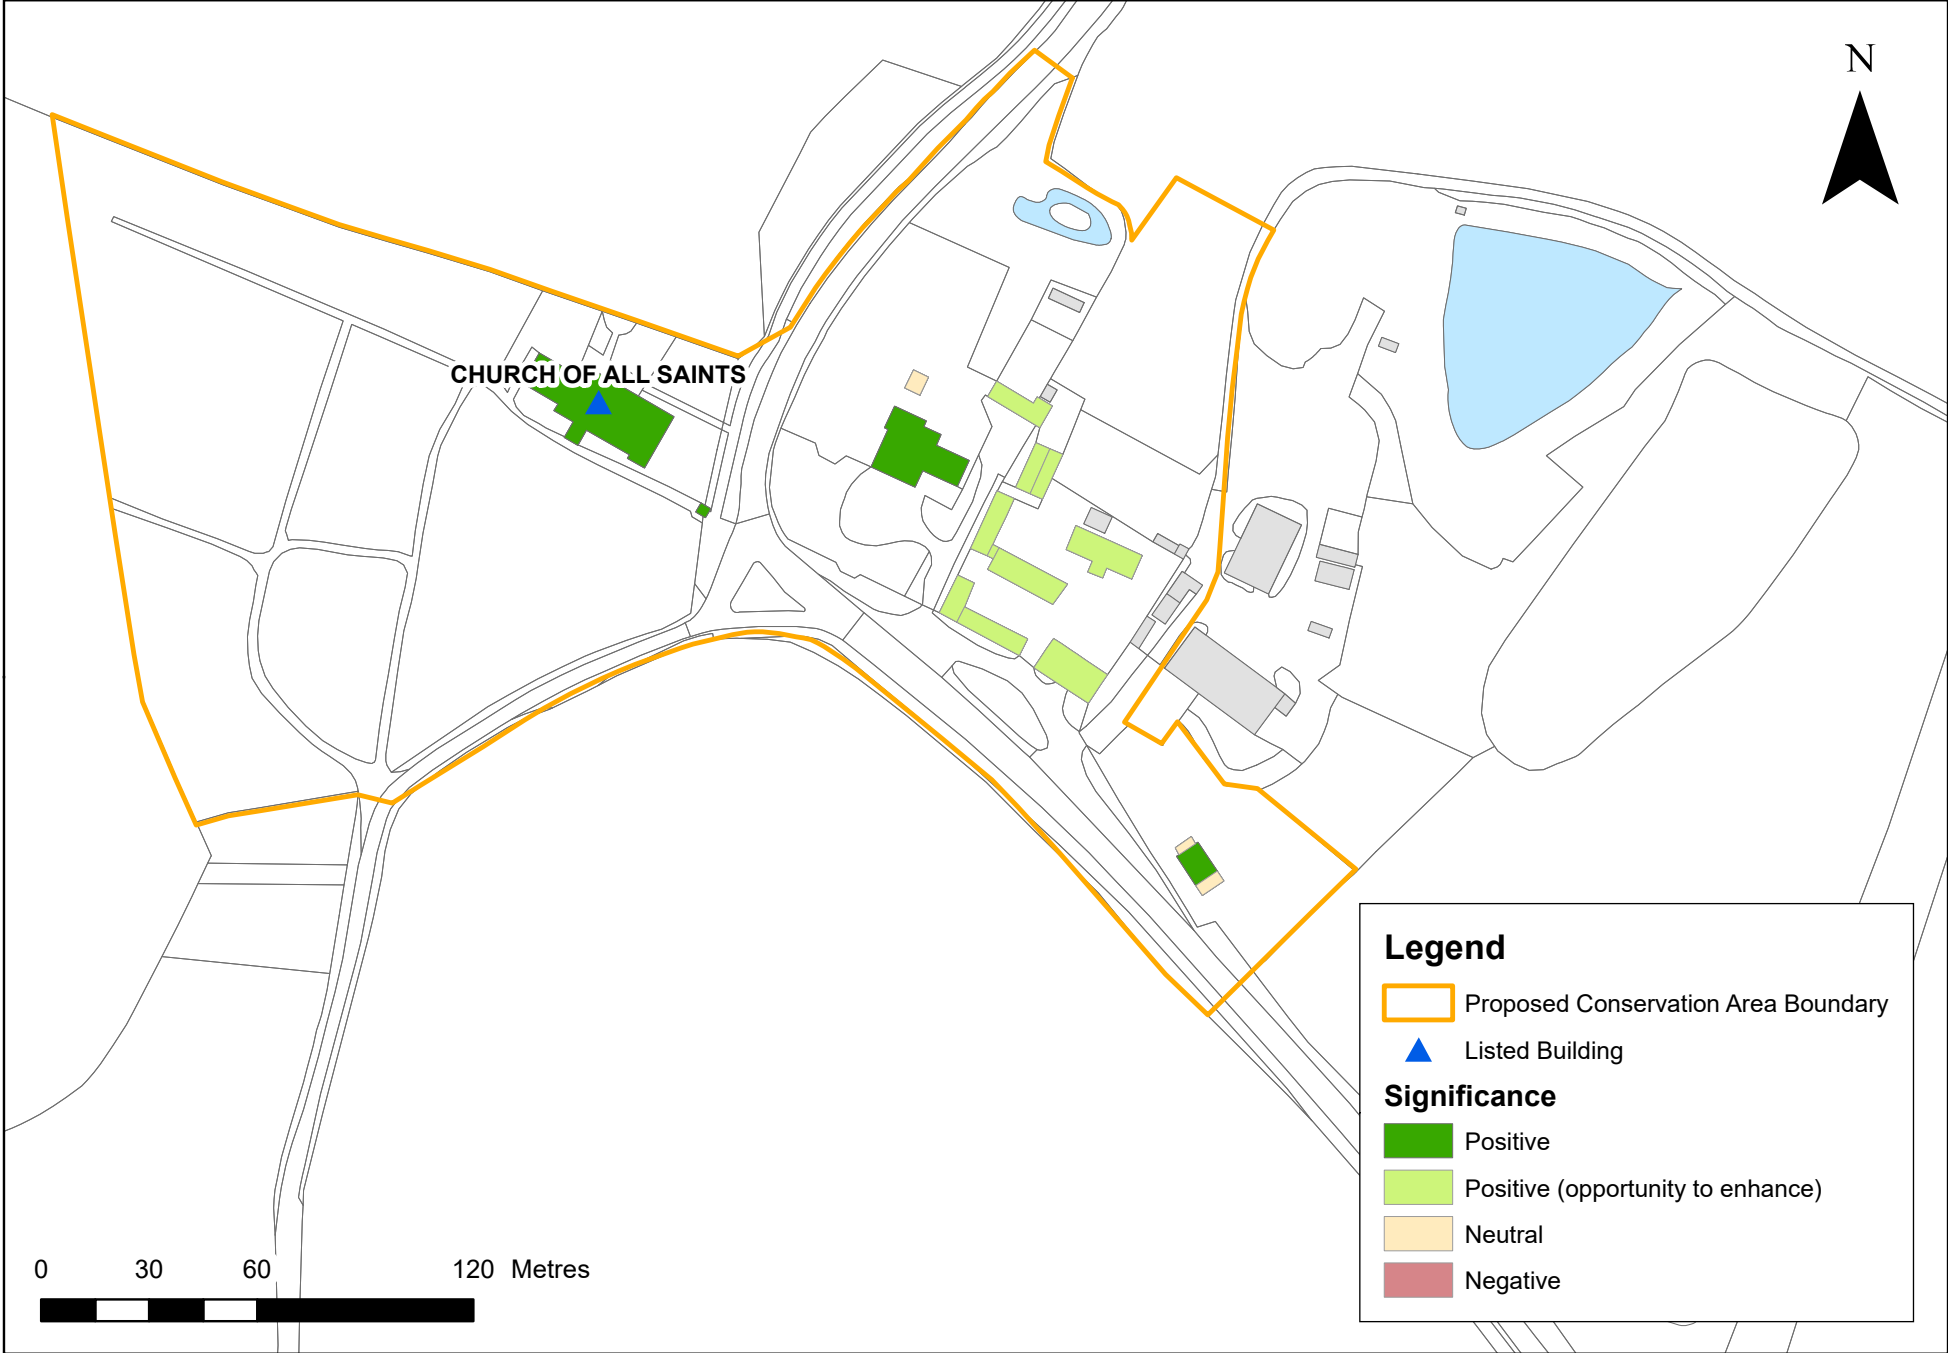 N
CHURCH OF ALL SAINTS
Legend
Proposed Conservation Area Boundary
Listed Building
Significance
Positive
Positive (opportunity to enhance)
Neutral
Negative
0 30 60 120 Metres